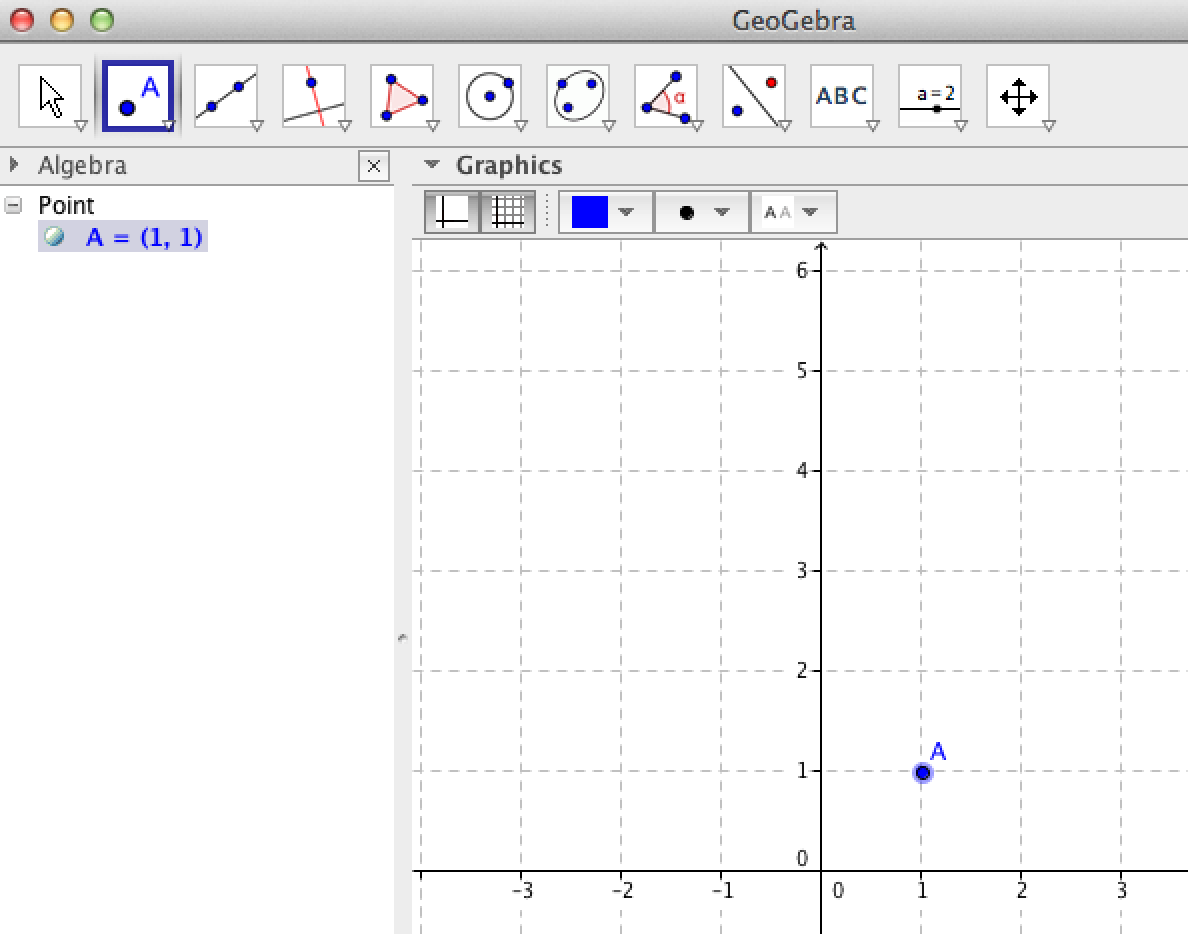 GeoGebra
A
α
ABC
a=2
Algebra
Graphics
Point
A = (1, 1)
A A
6
5
4
3
2
A
1
0
-3 -2 -1 0 1 2 3